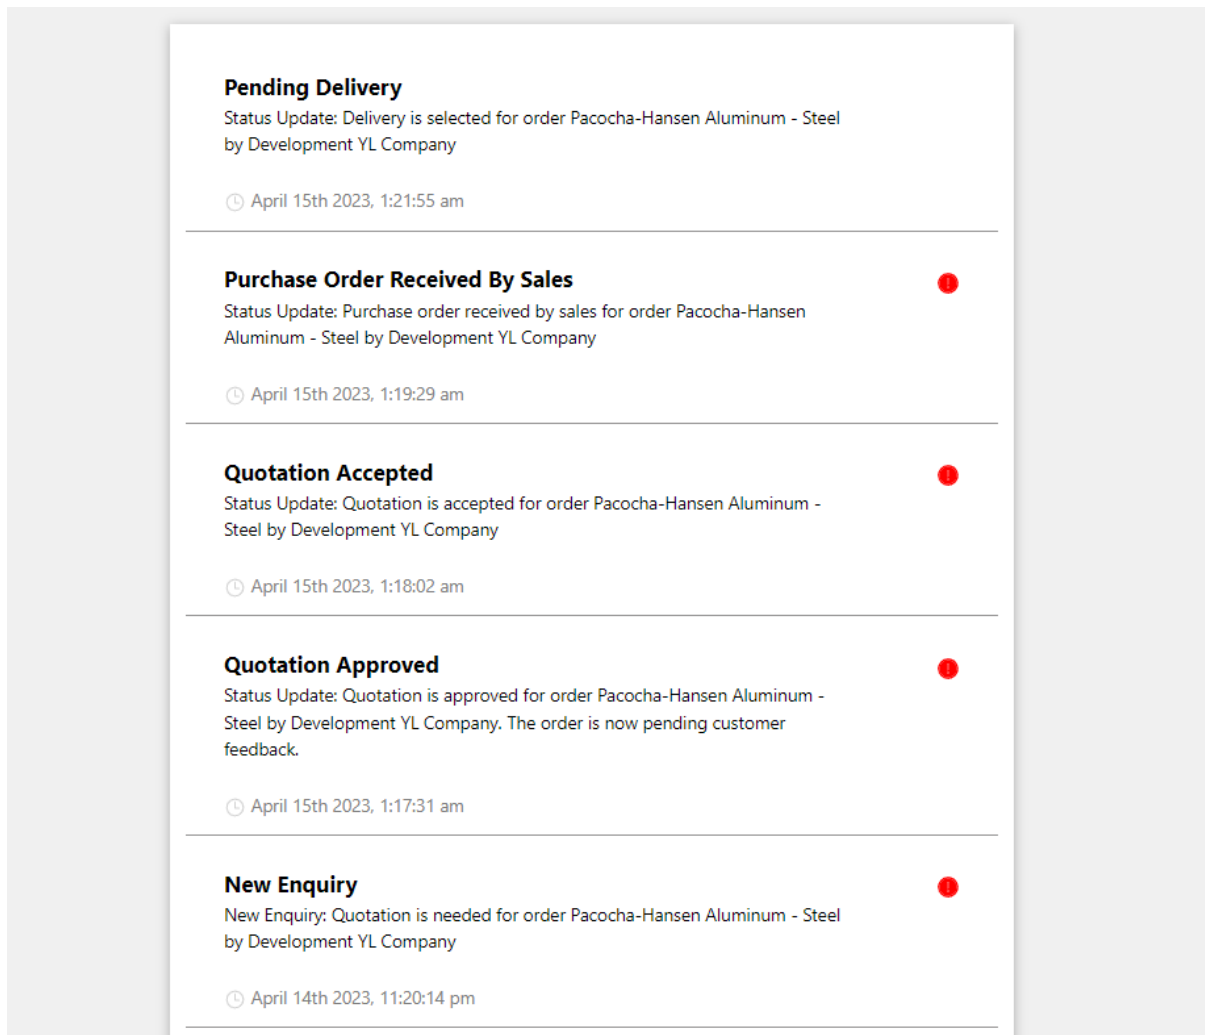 Pending Delivery
Status Update: Delivery is selected for order Pacocha-Hansen Aluminum - Steel
by Development YL Company
April 15th 2023, 1:21:55 am
Purchase Order Received By Sales
Status Update: Purchase order received by sales for order Pacocha-Hansen
Aluminum - Steel by Development YL Company
April 15th 2023, 1:19:29 am
Quotation Accepted
Status Update: Quotation is accepted for order Pacocha-Hansen Aluminum -
Steel by Development YL Company
April 15th 2023, 1:18:02 am
Quotation Approved
Status Update: Quotation is approved for order Pacocha-Hansen Aluminum -
Steel by Development YL Company. The order is now pending customer
feedback.
April 15th 2023, 1:17:31 am
New Enquiry
New Enquiry: Quotation is needed for order Pacocha-Hansen Aluminum - Steel
by Development YL Company
April 14th 2023, 11:20:14 pm